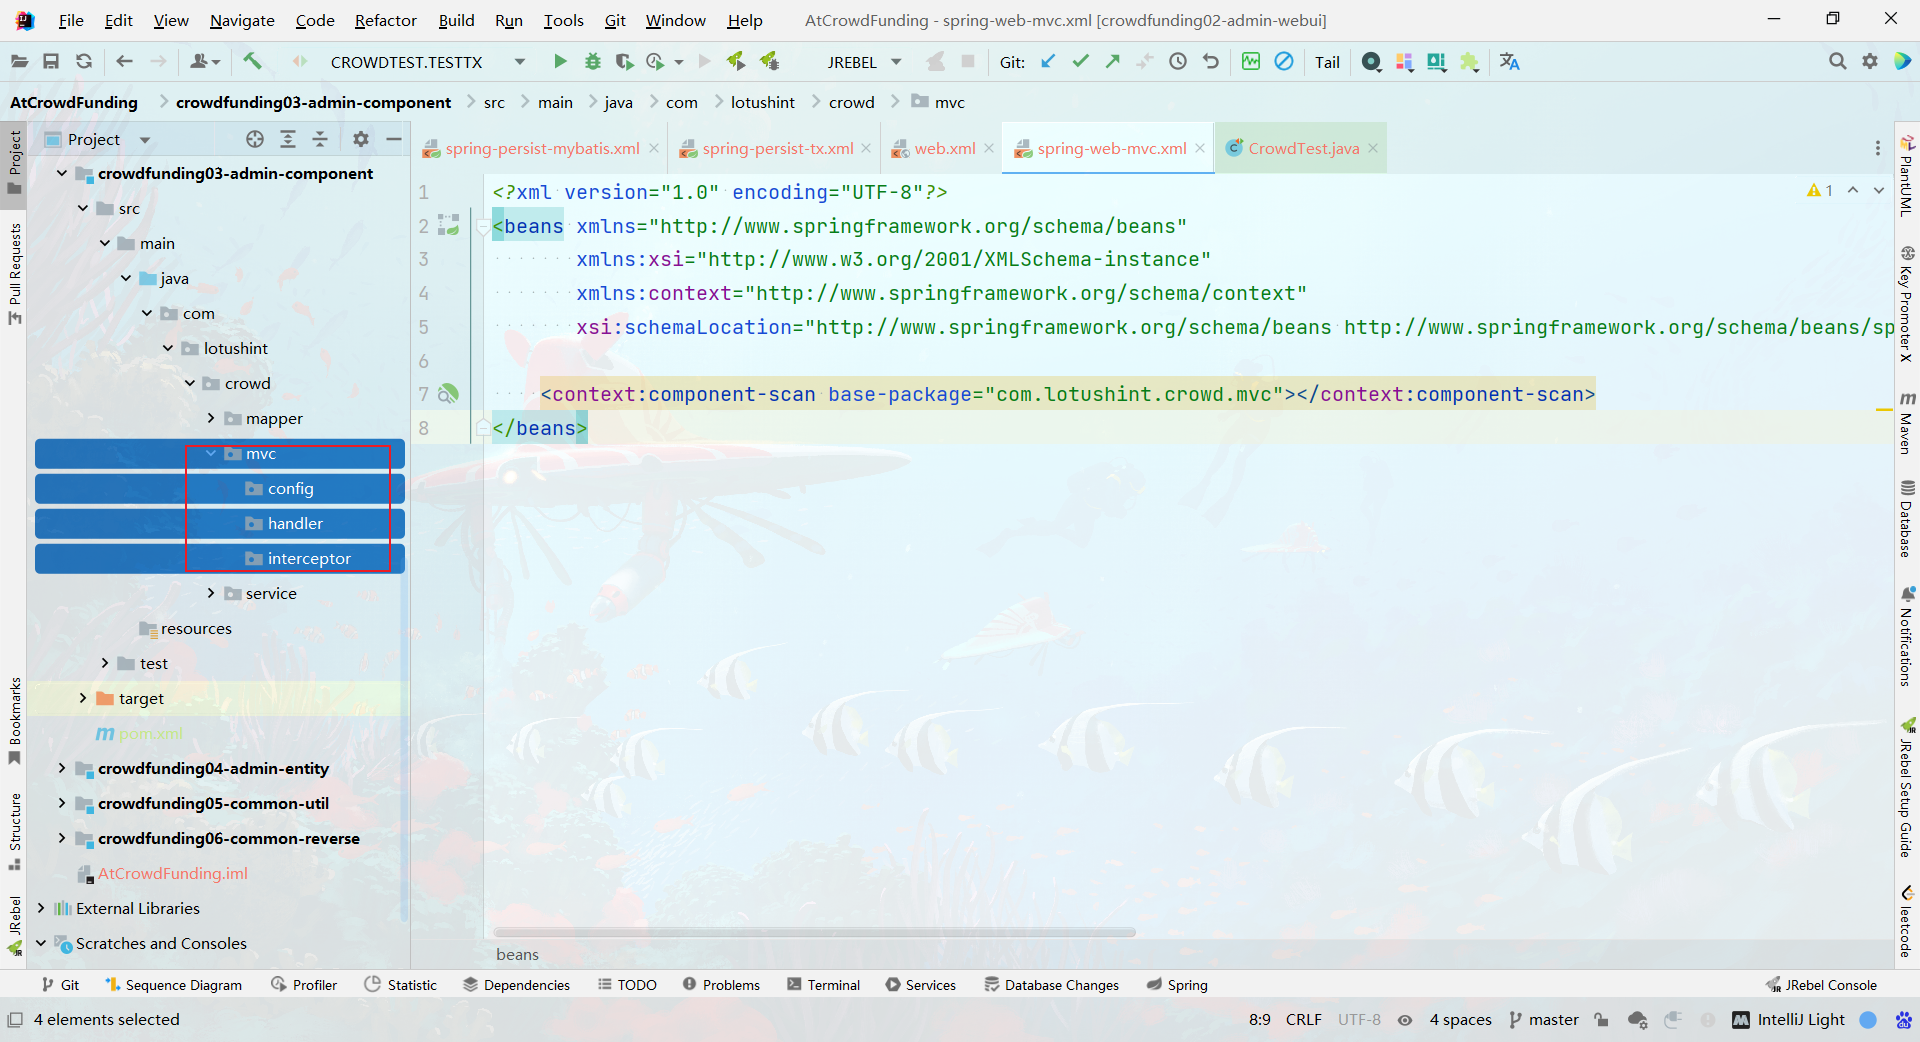 File Edit View Navigate Code Refactor Build Run Tools Git Window Help AtCrowdFunding - spring-web-mvc.xml [crowdfunding02-admin-webui]
CROWDTEST.TESTTX JREBEL Git: Tail
AtCrowdFunding crowdfunding03-admin-component src main java com lotushint crowd mvc
Project
spring-persist-mybatis.xml spring-persist-tx.xml web.xml spring-web-mvc.xml CrowdTest.java
crowdfunding03-admin-component
src
main
java
com
lotushint
crowd
mapper
mvc
config
handler
interceptor
service
resources
test
target
pom.xml
crowdfunding04-admin-entity
crowdfunding05-common-util
crowdfunding06-common-reverse
AtCrowdFunding.iml
External Libraries
Scratches and Consoles
1 <?xml version="1.0" encoding="UTF-8"?>
2 <beans xmlns="http://www.springframework.org/schema/beans"
3 xmlns:xsi="http://www.w3.org/2001/XMLSchema-instance"
4 xmlns:context="http://www.springframework.org/schema/context"
5 xsi:schemaLocation="http://www.springframework.org/schema/beans http://www.springframework.org/schema/beans/sp
6
7 <context:component-scan base-package="com.lotushint.crowd.mvc"></context:component-scan>
8 </beans>
1
beans
Project
Pull Requests
Bookmarks
Structure
JRebel
PlantUML
Key Promoter X
Maven
Database
Notifications
JRebel Setup Guide
leetcode
Git Sequence Diagram Profiler Statistic Dependencies TODO Problems Terminal Services Database Changes Spring JRebel Console
4 elements selected 8:9 CRLF UTF-8 4 spaces master IntelliJ Light